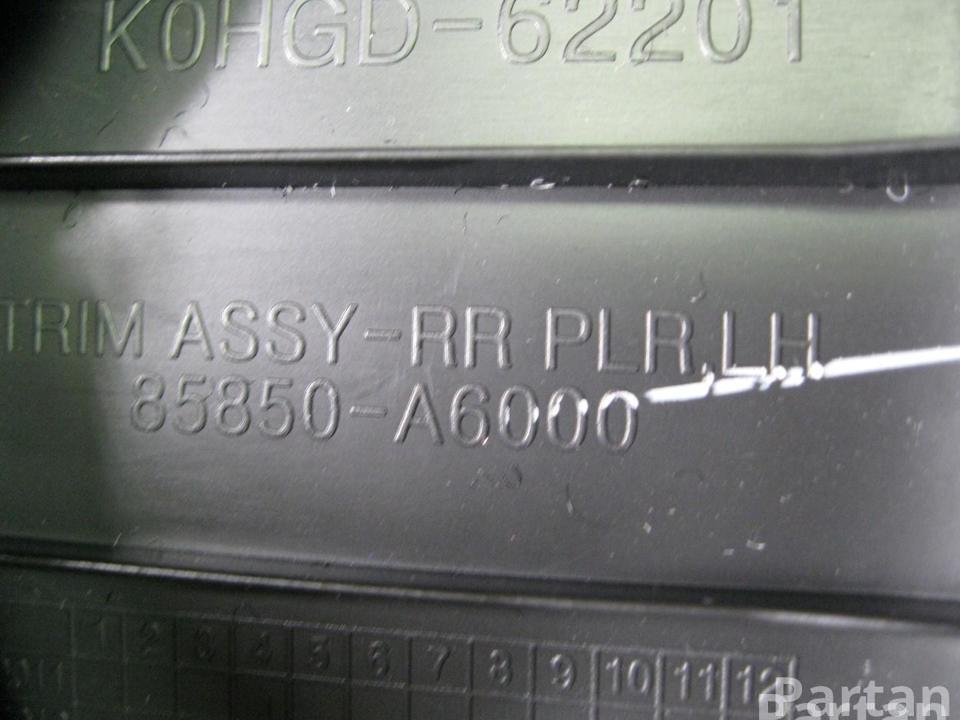 K0HGD-62201
TRIM ASSY-RR PLR,LH
85850-A6000
1 2 3 4 5 6 7 8 9 10 11 12
Partan